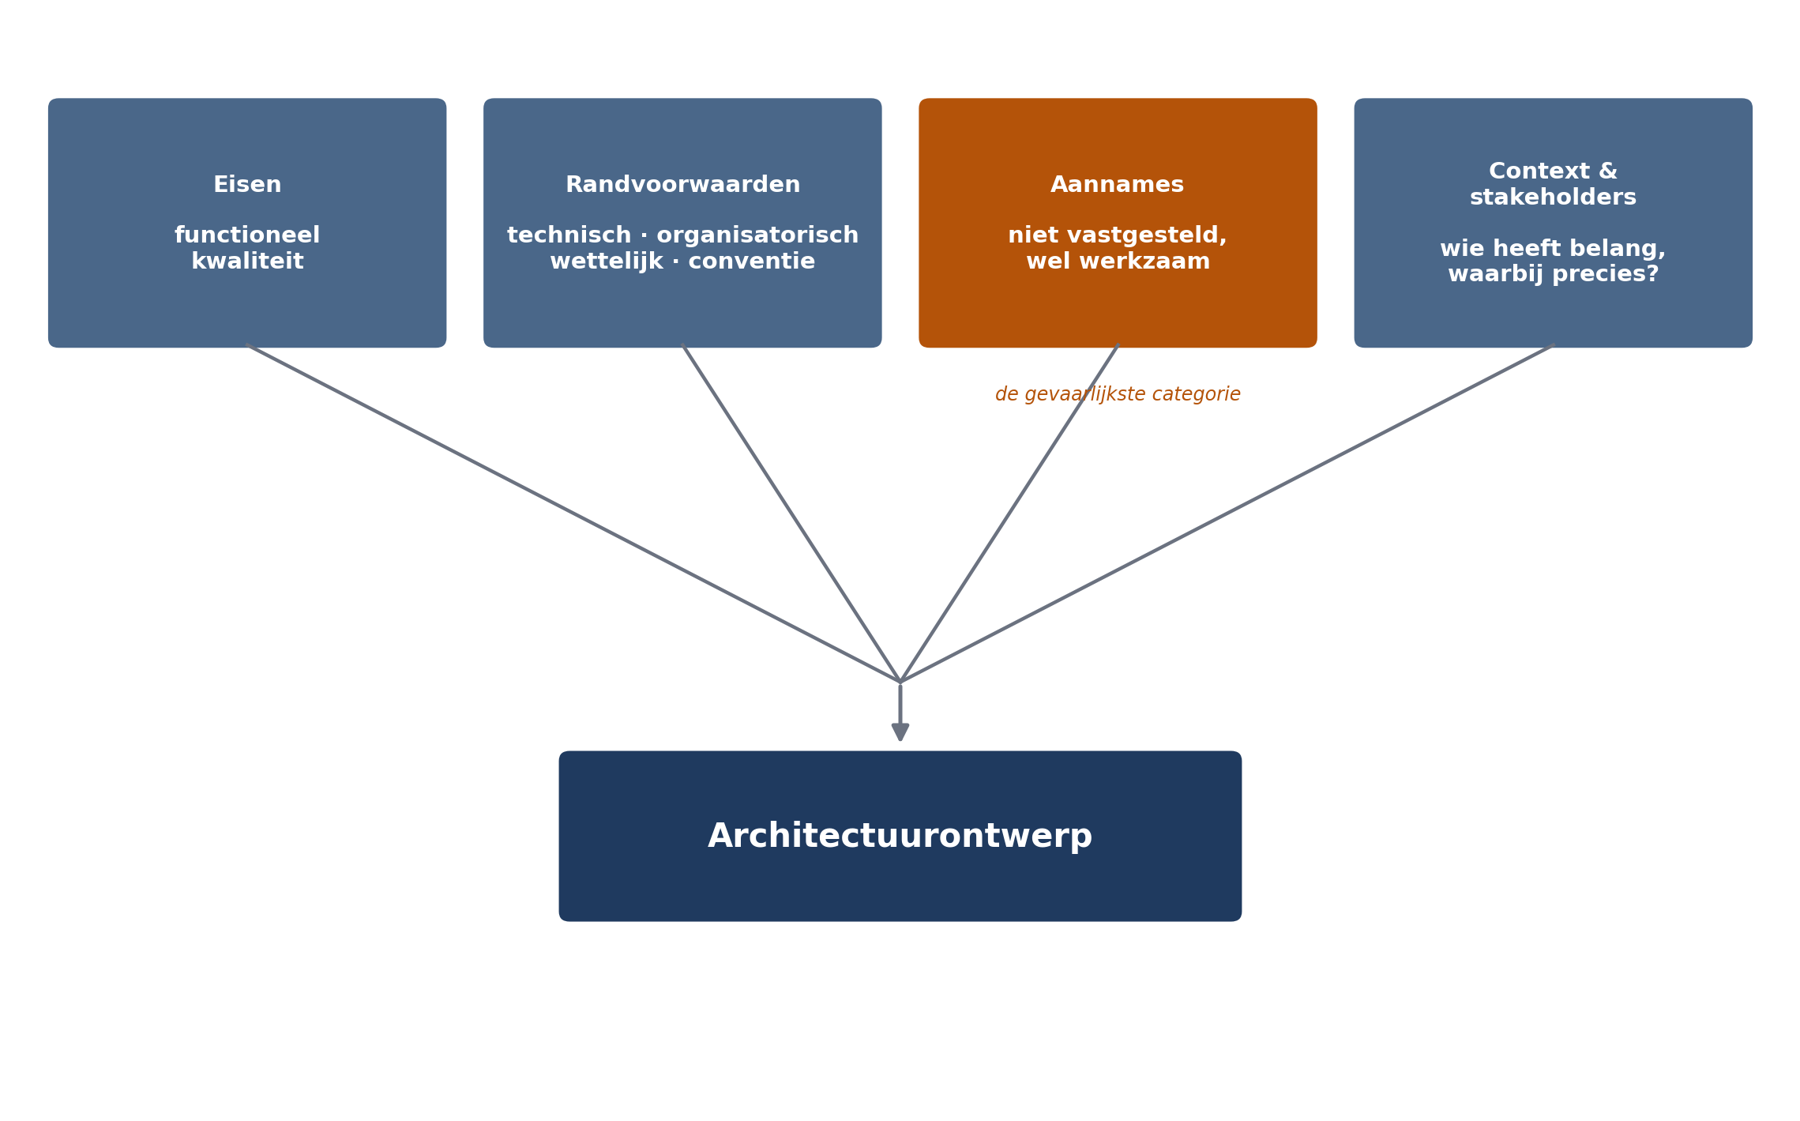 Eisen
functioneel
kwaliteit
Randvoorwaarden
technisch · organisatorisch
wettelijk · conventie
Aannames
niet vastgesteld,
wel werkzaam
Context &
stakeholders
wie heeft belang,
waarbij precies?
de gevaarlijkste categorie
Architectuurontwerp